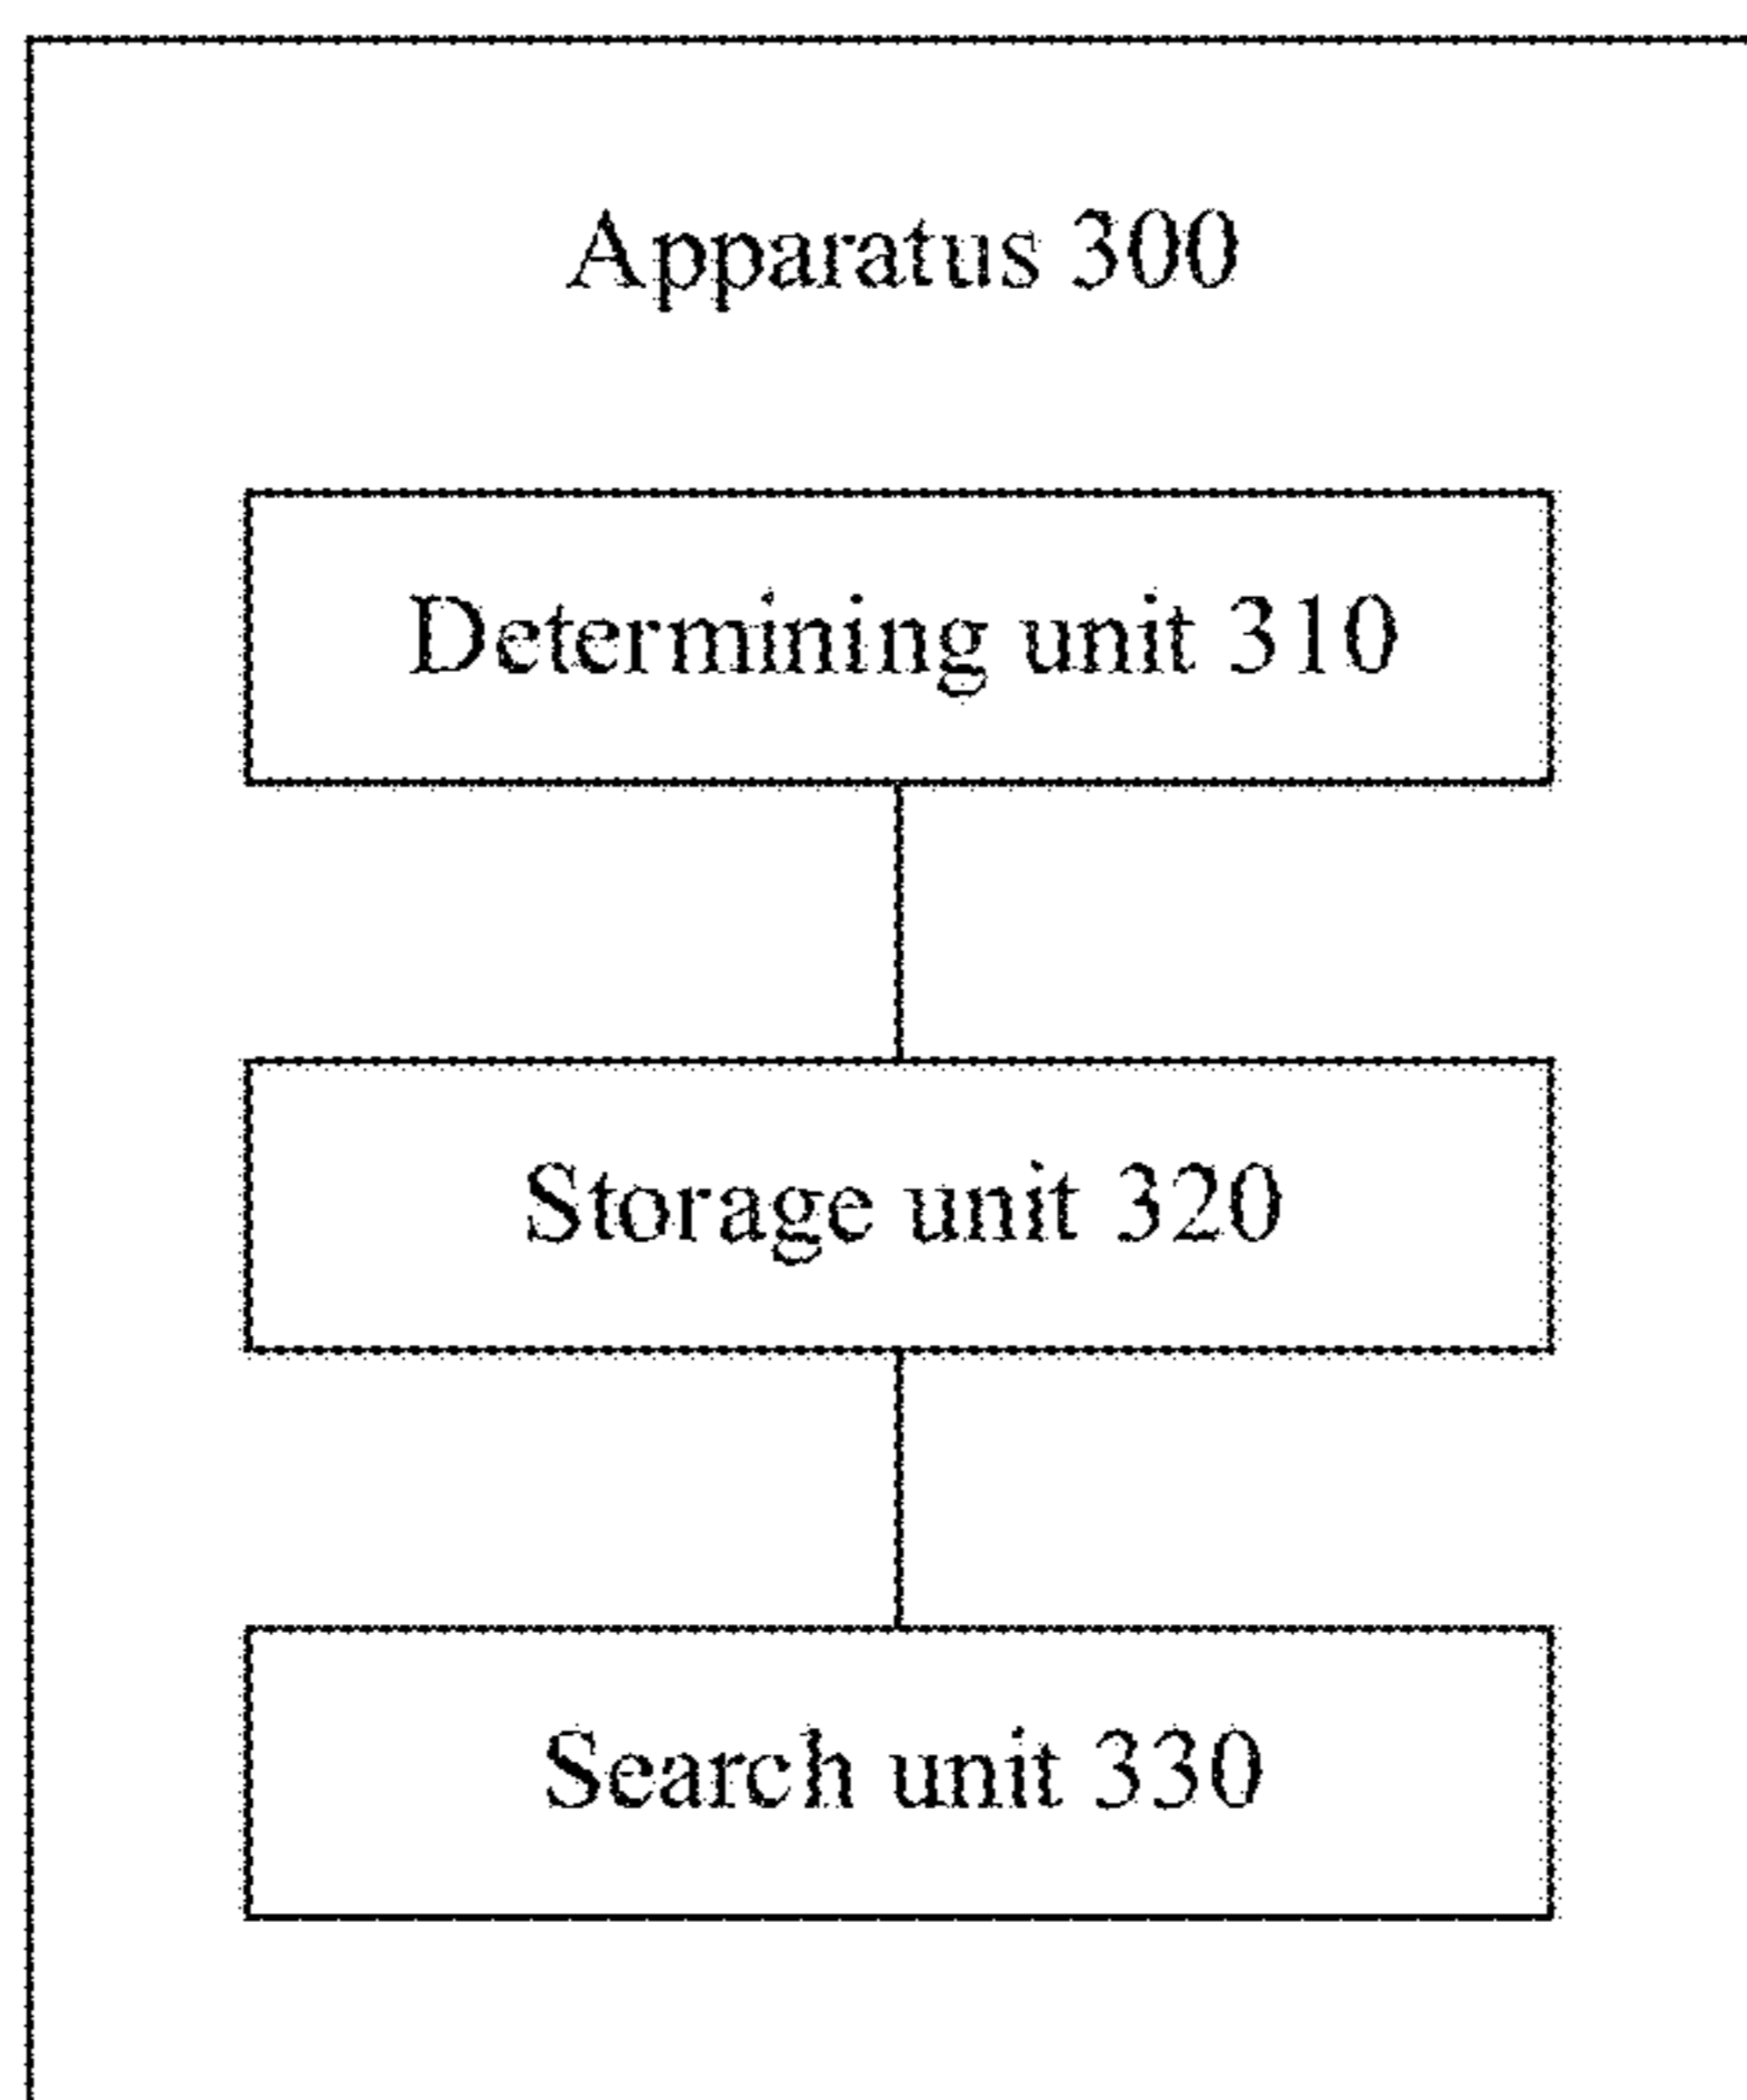 Apparatus 300
Determining unit 310
Storage unit 320
Search unit 330